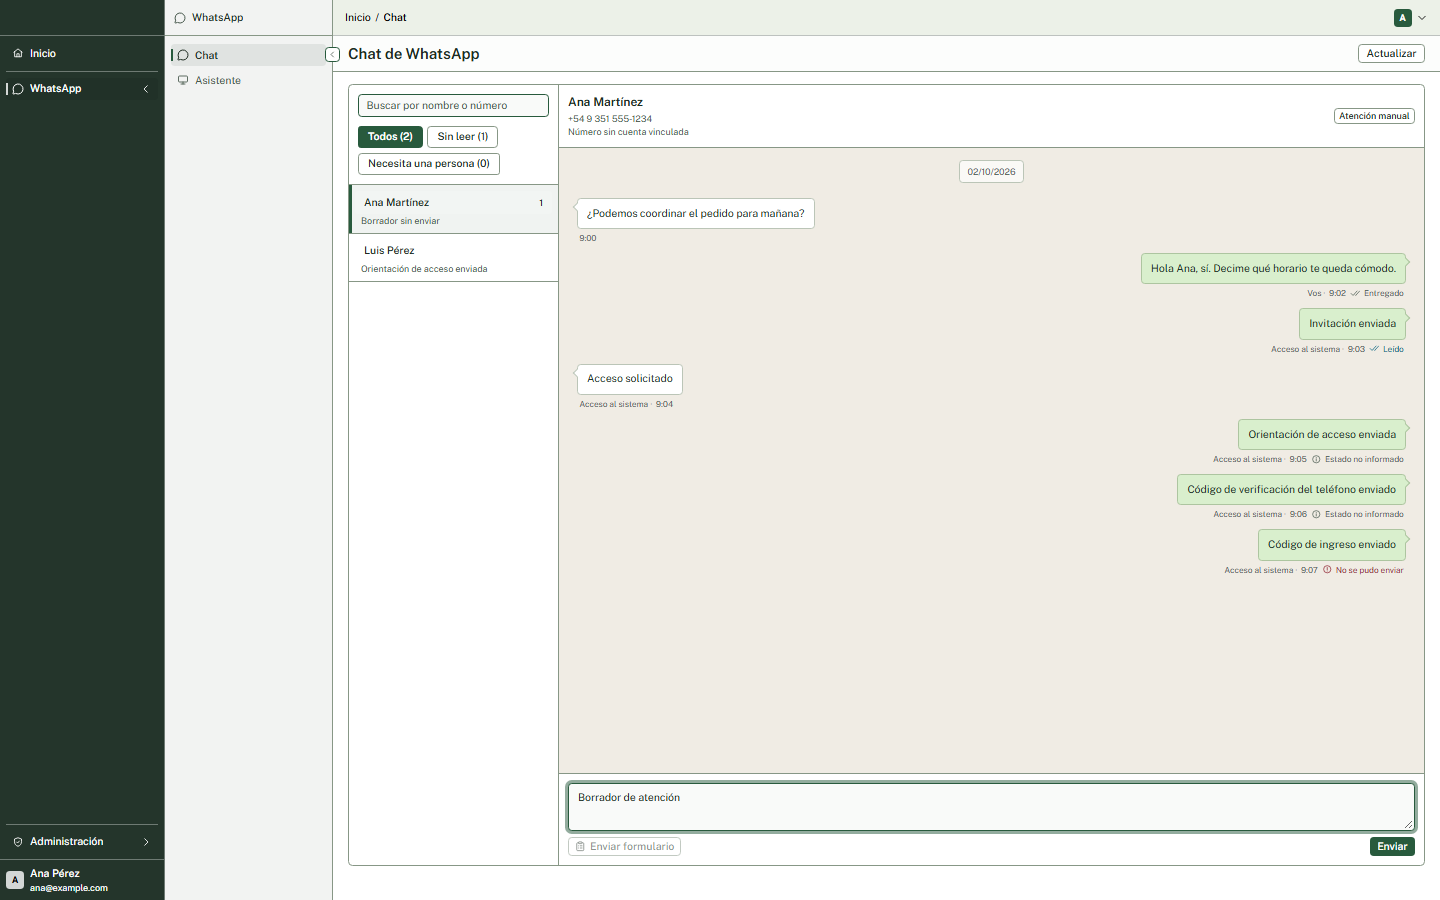 Inicio
WhatsApp
Administración
A
Ana Pérez
ana@example.com
WhatsApp
Chat
Asistente
Inicio / Chat
A
Chat de WhatsApp
Actualizar
Buscar por nombre o número
Todos (2)
Sin leer (1)
Necesita una persona (0)
Ana Martínez 1
Borrador sin enviar
Luis Pérez
Orientación de acceso enviada
Ana Martínez
+54 9 351 555-1234
Número sin cuenta vinculada
Atención manual
02/10/2026
¿Podemos coordinar el pedido para mañana?
9:00
Hola Ana, sí. Decime qué horario te queda cómodo.
Vos · 9:02 Entregado
Invitación enviada
Acceso al sistema · 9:03 Leído
Acceso solicitado
Acceso al sistema · 9:04
Orientación de acceso enviada
Acceso al sistema · 9:05 Estado no informado
Código de verificación del teléfono enviado
Acceso al sistema · 9:06 Estado no informado
Código de ingreso enviado
Acceso al sistema · 9:07 No se pudo enviar
Borrador de atención
Enviar formulario
Enviar